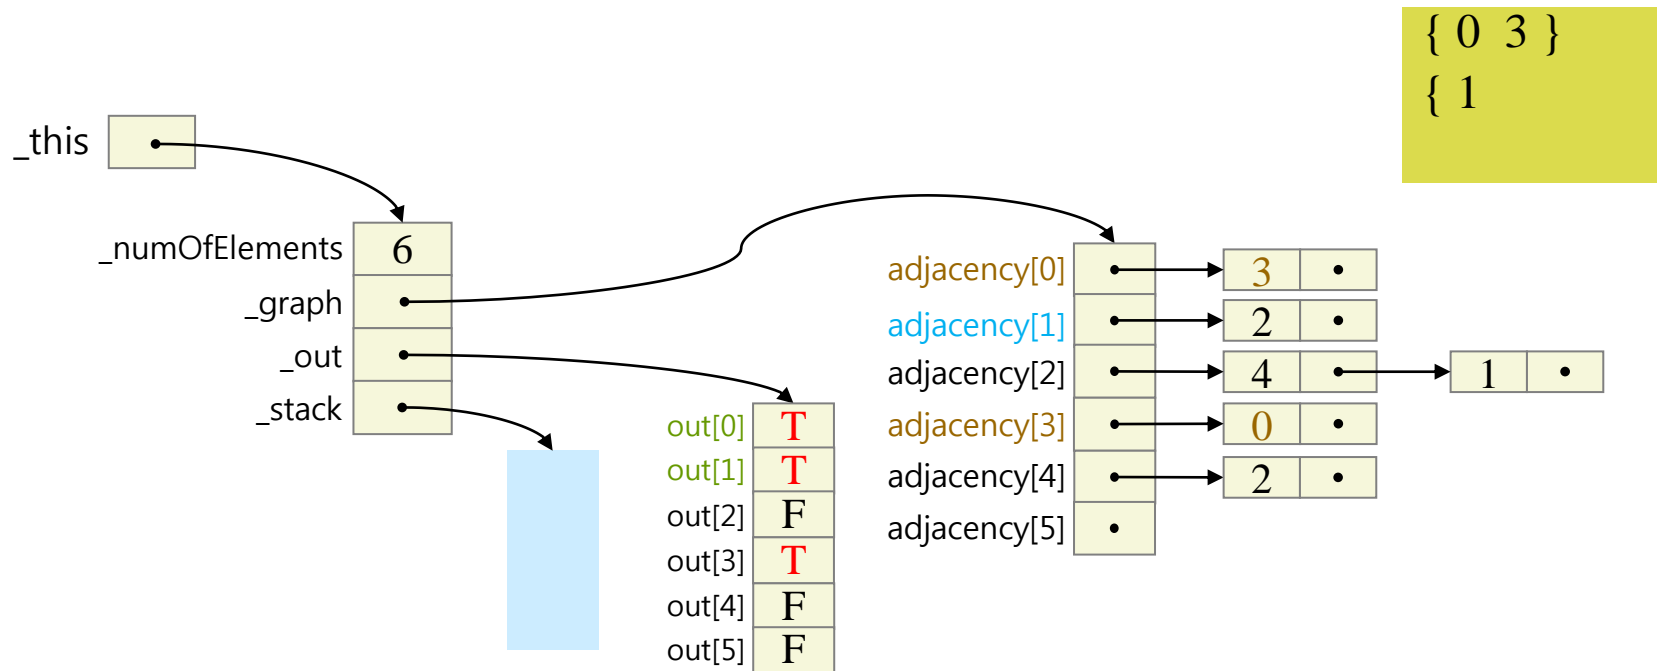 { 0 3 }
{ 1
_this
_numOfElements 6
_graph
_out
_stack
out[0] T
out[1] T
out[2] F
out[3] T
out[4] F
out[5] F
adjacency[0] 3
adjacency[1] 2
adjacency[2] 4 1
adjacency[3] 0
adjacency[4] 2
adjacency[5]